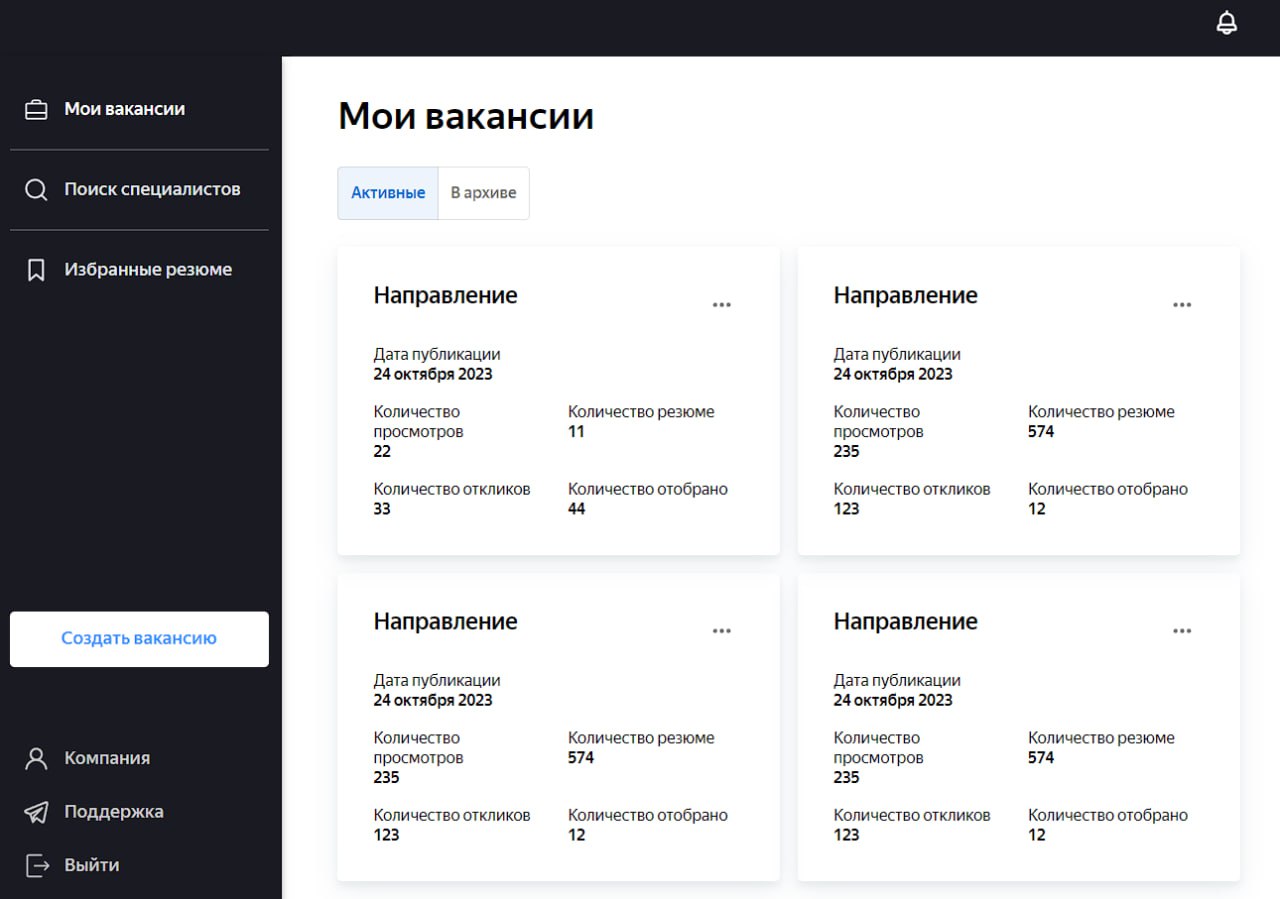 Мои вакансии
Поиск специалистов
Избранные резюме
Создать вакансию
Компания
Поддержка
Выйти
Мои вакансии
Активные
В архиве
Направление
Дата публикации
24 октября 2023
Количество
просмотров
22
Количество резюме
11
Количество откликов
33
Количество отобрано
44
Направление
Дата публикации
24 октября 2023
Количество
просмотров
235
Количество резюме
574
Количество откликов
123
Количество отобрано
12
Направление
Дата публикации
24 октября 2023
Количество
просмотров
235
Количество резюме
574
Количество откликов
123
Количество отобрано
12
Направление
Дата публикации
24 октября 2023
Количество
просмотров
235
Количество резюме
574
Количество откликов
123
Количество отобрано
12